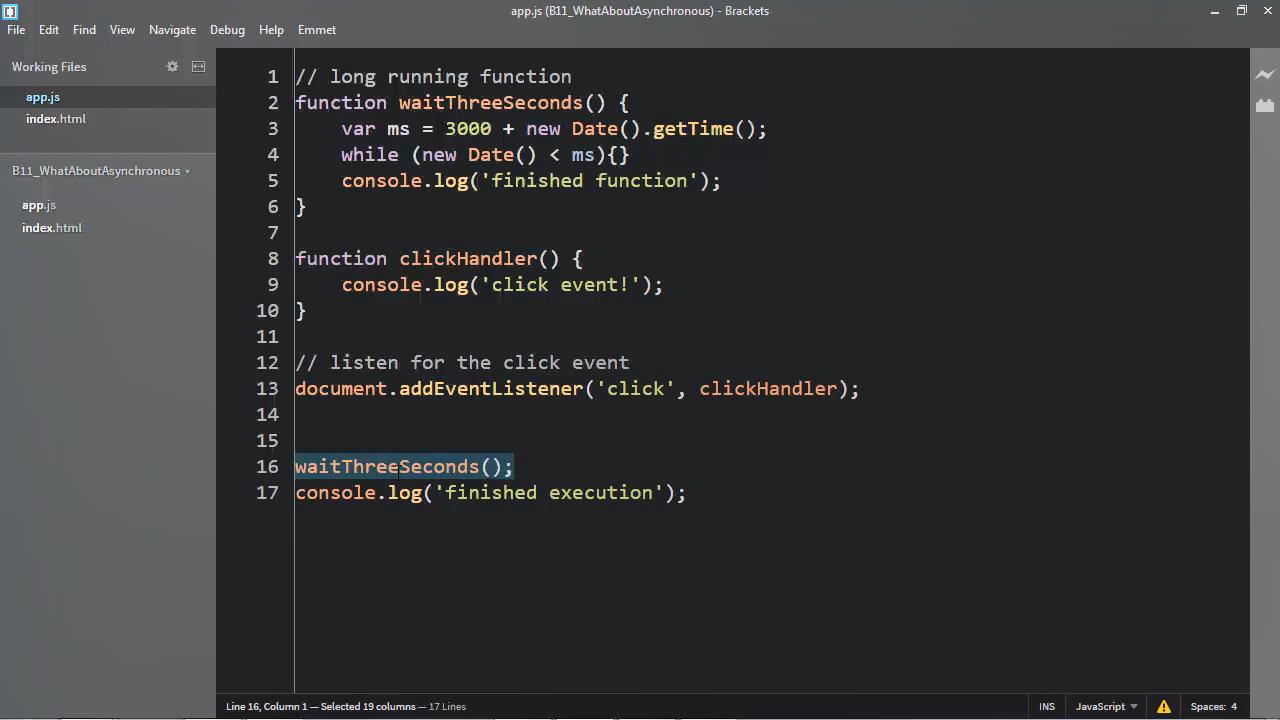 app.js (B11_WhatAboutAsynchronous) - Brackets
File Edit Find View Navigate Debug Help Emmet
Working Files
app.js
index.html
B11_WhatAboutAsynchronous
app.js
index.html
1 // long running function
2 function waitThreeSeconds() {
3 var ms = 3000 + new Date().getTime();
4 while (new Date() < ms){}
5 console.log('finished function');
6 }
7
8 function clickHandler() {
9 console.log('click event!');
10 }
11
12 // listen for the click event
13 document.addEventListener('click', clickHandler);
14
15
16 waitThreeSeconds();
17 console.log('finished execution');
Line 16, Column 1 — Selected 19 columns — 17 Lines INS JavaScript Spaces: 4